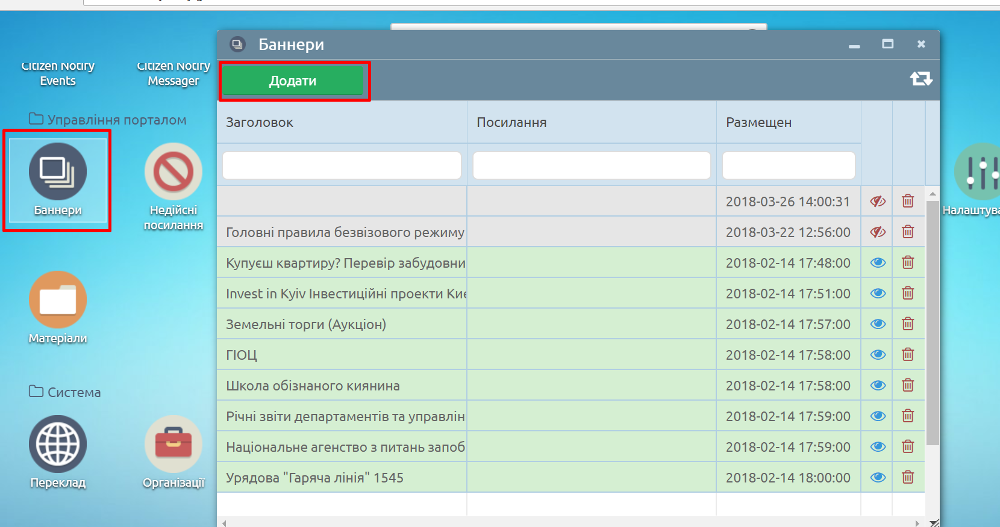 Citizen Notify
Events
Citizen Notify
Messager
Управління порталом
Баннери
Недійсні
посилання
Матеріали
Система
Переклад
Організації
Баннери
Додати
Заголовок Посилання Размещен
2018-03-26 14:00:31
Головні правила безвізового режиму 2018-03-22 12:56:00
Купуєш квартиру? Перевір забудовни 2018-02-14 17:48:00
Invest in Kyiv Інвестиційні проекти Киє 2018-02-14 17:51:00
Земельні торги (Аукціон) 2018-02-14 17:57:00
ГІОЦ 2018-02-14 17:58:00
Школа обізнаного киянина 2018-02-14 17:58:00
Річні звіти департаментів та управлін 2018-02-14 17:59:00
Національне агенство з питань запоб 2018-02-14 17:59:00
Урядова "Гаряча лінія" 1545 2018-02-14 18:00:00
Налаштува